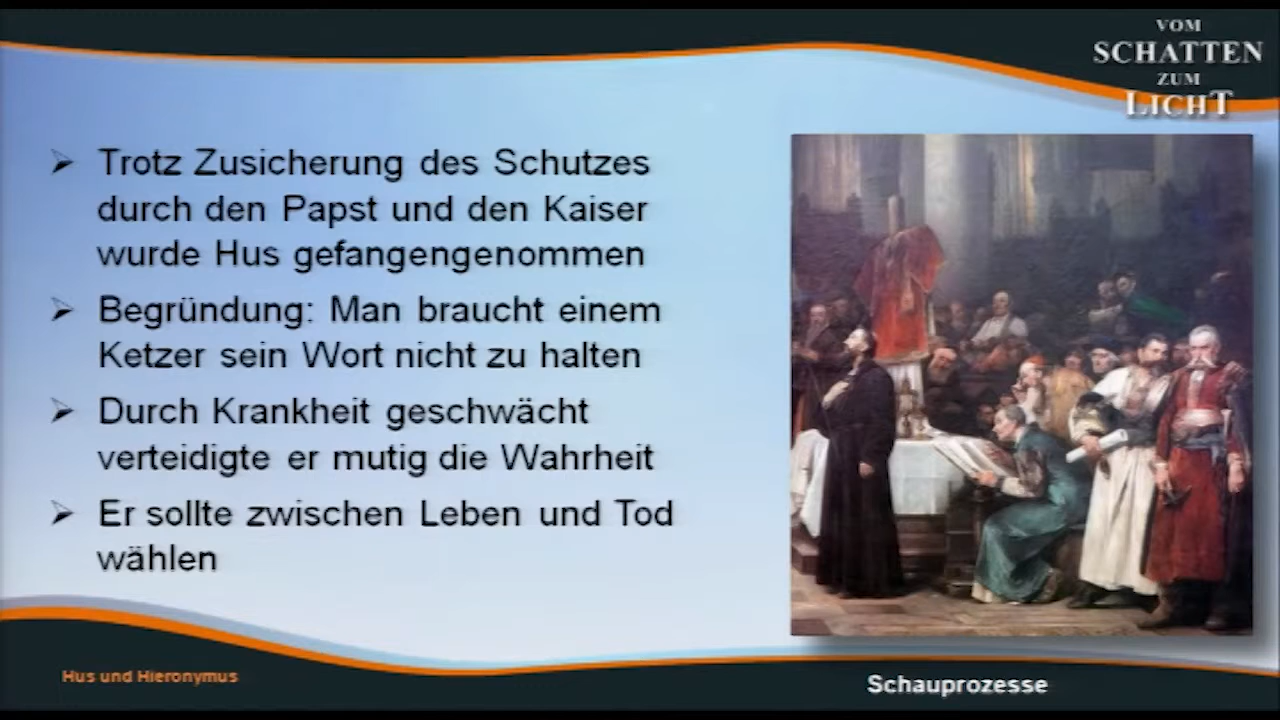 VOM
SCHATTEN
ZUM
LICHT
Trotz Zusicherung des Schutzes
durch den Papst und den Kaiser
wurde Hus gefangengenommen
Begründung: Man braucht einem
Ketzer sein Wort nicht zu halten
Durch Krankheit geschwächt
verteidigte er mutig die Wahrheit
Er sollte zwischen Leben und Tod
wählen
Hus und Hieronymus
Schauprozesse